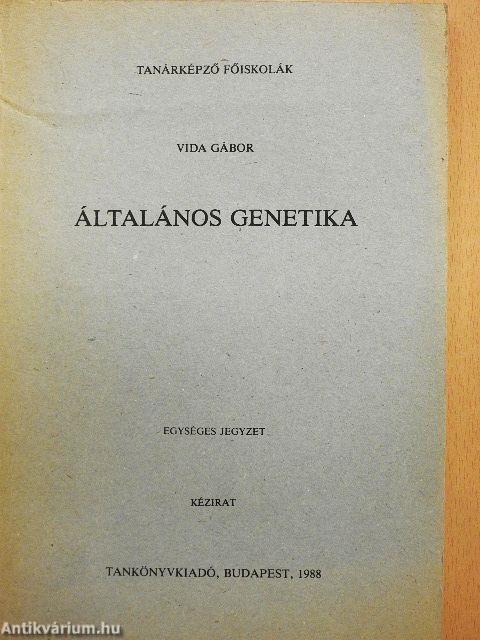 TANÁRKÉPZŐ FŐISKOLÁK
VIDA GÁBOR
ÁLTALÁNOS GENETIKA
EGYSÉGES JEGYZET
KÉZIRAT
TANKÖNYVKIADÓ, BUDAPEST, 1988
Antikvárium.hu